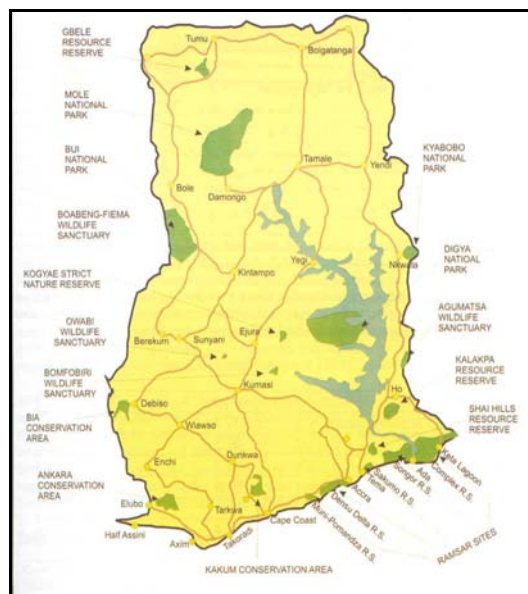 GBELE
RESOURCE
RESERVE
Tumu
Bolgatanga
MOLE
NATIONAL
PARK
BUI
NATIONAL
PARK
KYABOBO
NATIONAL
PARK
Tamale
Yendi
Bole
Damongo
BOABENG-FIEMA
WILDLIFE
SANCTUARY
DIGYA
NATIOAL
PARK
Yegi
Nkwanta
KOGYAE STRICT
NATURE RESERVE
Kintampo
AGUMATSA
WILDLIFE
SANCTUARY
OWABI
WILDLIFE
SANCTUARY
Berekum
Sunyani
Ejura
KALAKPA
RESOURCE
RESERVE
BOMFOBIRI
WILDLIFE
SANCTUARY
Kumasi
Ho
Debiso
SHAI HILLS
RESOURCE
RESERVE
BIA
CONSERVATION
AREA
Wiawso
Enchi
Dunkwa
Keta Lagoon
Complex R.S.
Ada
Songor R.S.
Sakumo R.S.
Tema
Accra
Densu Delta R.S.
Muni-Pomandza R.S.
RAMSAR SITES
ANKARA
CONSERVATION
AREA
Elubo
Tarkwa
Cape Coast
Half Assini
Axim
Takoradi
KAKUM CONSERVATION AREA